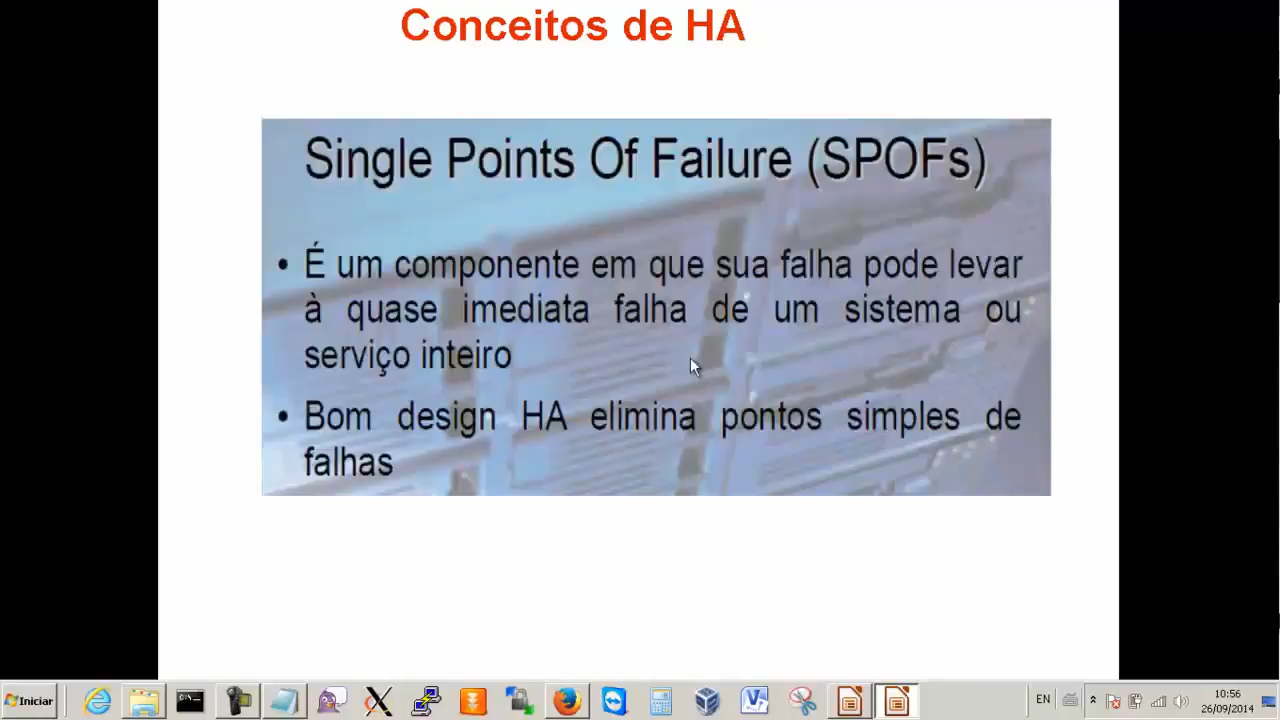 Conceitos de HA
Single Points Of Failure (SPOFs)
• É um componente em que sua falha pode levar
à quase imediata falha de um sistema ou
serviço inteiro
• Bom design HA elimina pontos simples de
falhas
Iniciar
EN
10:56
26/09/2014